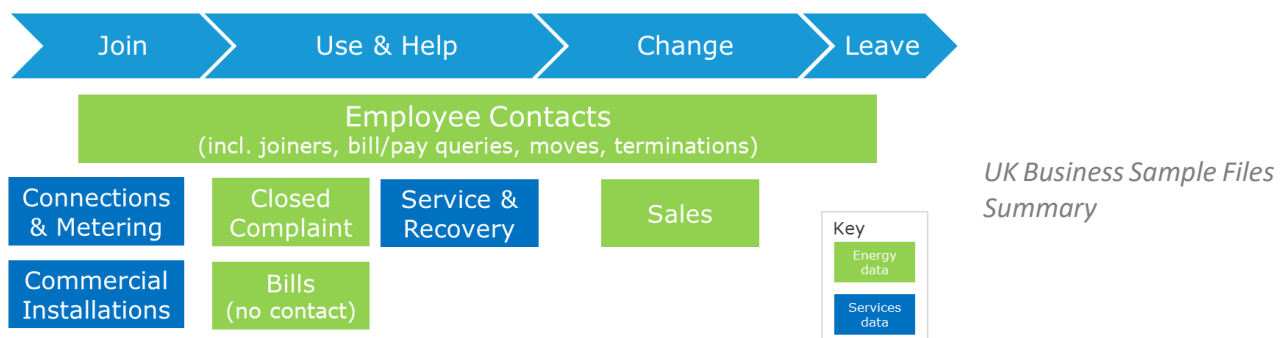 Join
Use & Help
Change
Leave
Employee Contacts
(incl. joiners, bill/pay queries, moves, terminations)
Connections
& Metering
Closed
Complaint
Service &
Recovery
Sales
Commercial
Installations
Bills
(no contact)
Key
Energy
data
Services
data
UK Business Sample Files
Summary